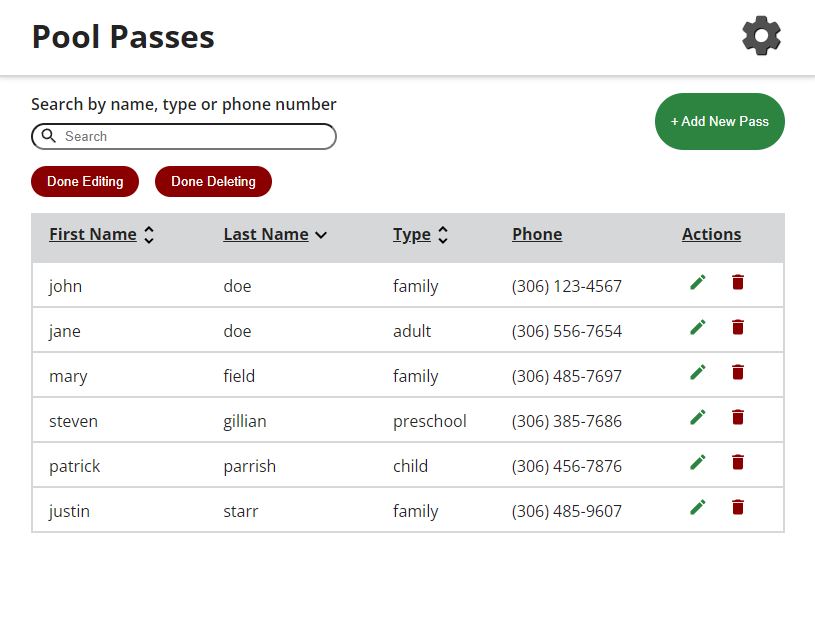 Pool Passes
Search by name, type or phone number
Search
+ Add New Pass
Done Editing Done Deleting
First Name Last Name Type Phone Actions
john doe family (306) 123-4567
jane doe adult (306) 556-7654
mary field family (306) 485-7697
steven gillian preschool (306) 385-7686
patrick parrish child (306) 456-7876
justin starr family (306) 485-9607